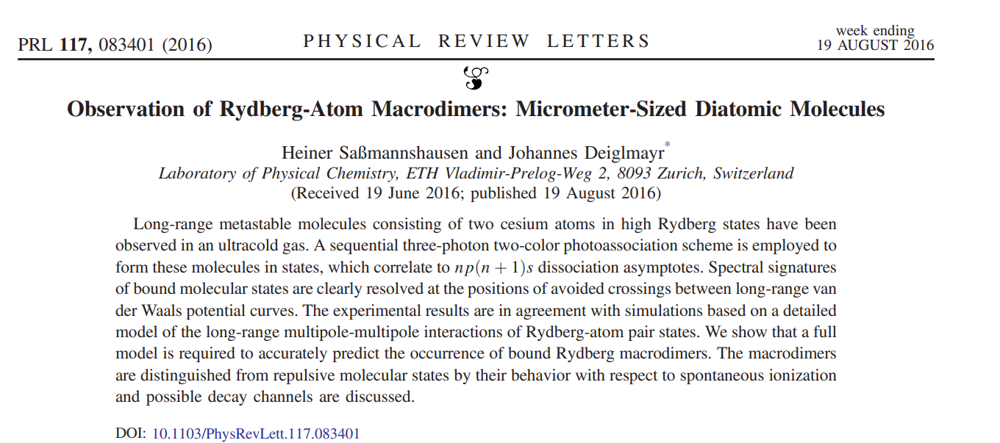 PRL 117, 083401 (2016)
PHYSICAL REVIEW LETTERS
week ending
19 AUGUST 2016
Observation of Rydberg-Atom Macrodimers: Micrometer-Sized Diatomic Molecules
Heiner Saßmannshausen and Johannes Deiglmayr*
Laboratory of Physical Chemistry, ETH Vladimir-Prelog-Weg 2, 8093 Zurich, Switzerland
(Received 19 June 2016; published 19 August 2016)
Long-range metastable molecules consisting of two cesium atoms in high Rydberg states have been
observed in an ultracold gas. A sequential three-photon two-color photoassociation scheme is employed to
form these molecules in states, which correlate to np(n + 1)s dissociation asymptotes. Spectral signatures
of bound molecular states are clearly resolved at the positions of avoided crossings between long-range van
der Waals potential curves. The experimental results are in agreement with simulations based on a detailed
model of the long-range multipole-multipole interactions of Rydberg-atom pair states. We show that a full
model is required to accurately predict the occurrence of bound Rydberg macrodimers. The macrodimers
are distinguished from repulsive molecular states by their behavior with respect to spontaneous ionization
and possible decay channels are discussed.
DOI: 10.1103/PhysRevLett.117.083401